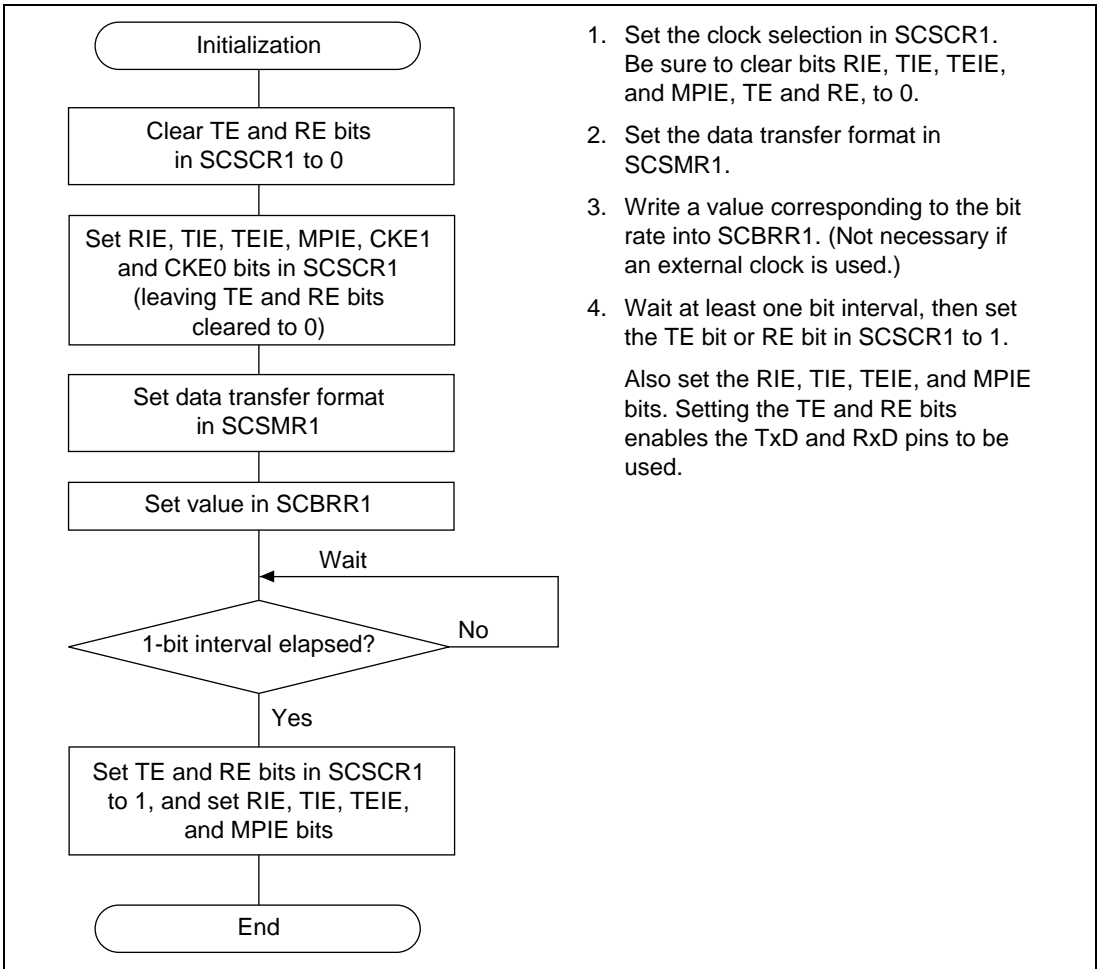 Initialization
Clear TE and RE bits
in SCSCR1 to 0
Set RIE, TIE, TEIE, MPIE, CKE1
and CKE0 bits in SCSCR1
(leaving TE and RE bits
cleared to 0)
Set data transfer format
in SCSMR1
Set value in SCBRR1
Wait
1-bit interval elapsed?
No
Yes
Set TE and RE bits in SCSCR1
to 1, and set RIE, TIE, TEIE,
and MPIE bits
End
1. Set the clock selection in SCSCR1.
Be sure to clear bits RIE, TIE, TEIE,
and MPIE, TE and RE, to 0.
2. Set the data transfer format in
SCSMR1.
3. Write a value corresponding to the bit
rate into SCBRR1. (Not necessary if
an external clock is used.)
4. Wait at least one bit interval, then set
the TE bit or RE bit in SCSCR1 to 1.
Also set the RIE, TIE, TEIE, and MPIE
bits. Setting the TE and RE bits
enables the TxD and RxD pins to be
used.